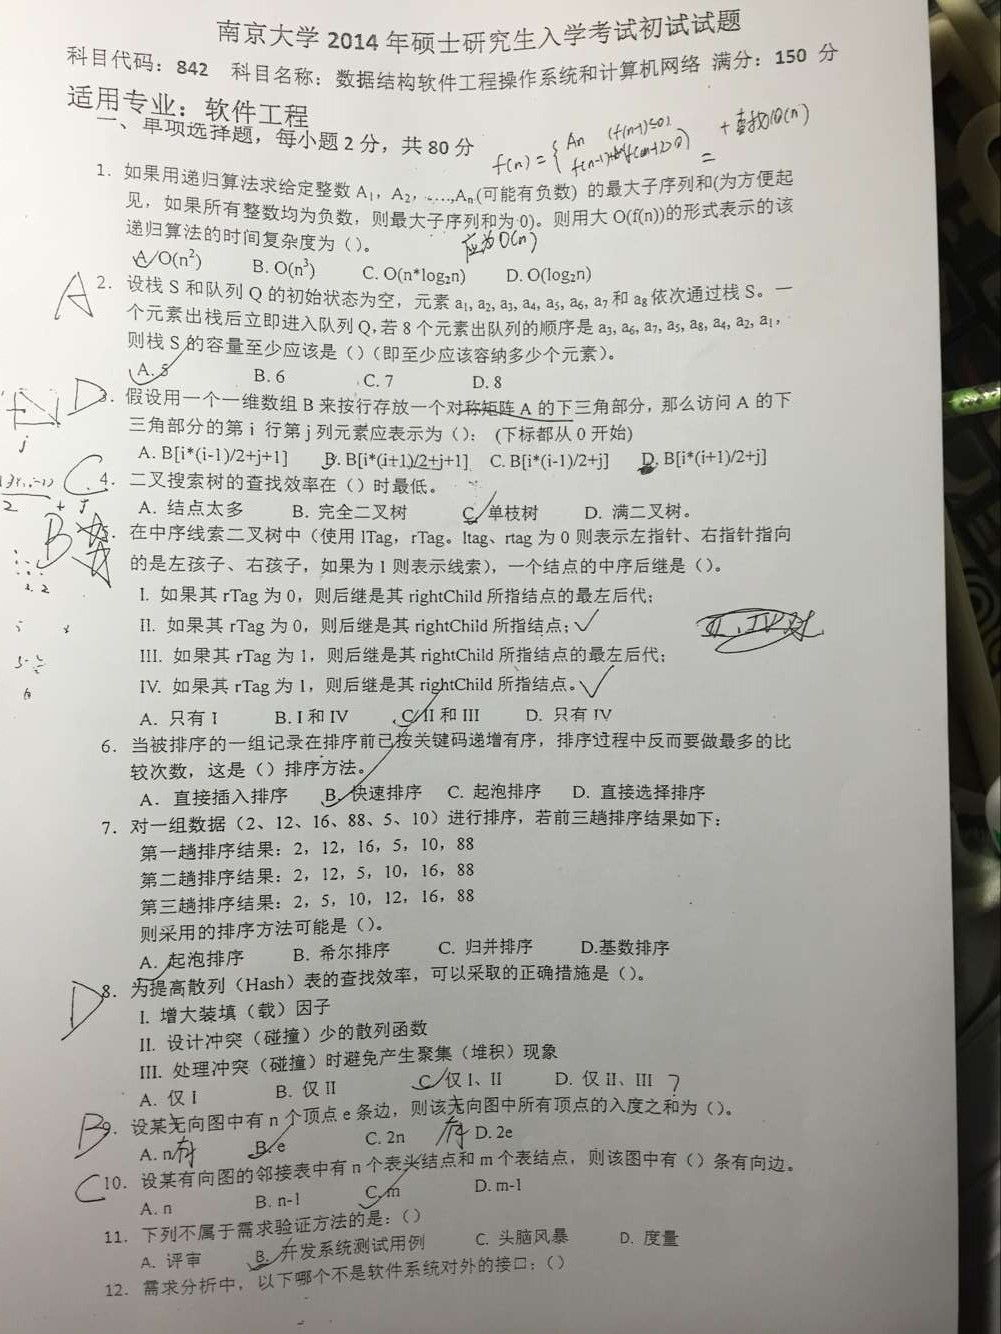 南京大学 2014 年硕士研究生入学考试初试试题
科目代码：842 科目名称：数据结构软件工程操作系统和计算机网络 满分：150 分
适用专业：软件工程
一、单项选择题，每小题 2 分，共 80 分
1. 如果用递归算法求给定整数 A1，A2，……,An(可能有负数) 的最大子序列和(为方便起
见，如果所有整数均为负数，则最大子序列和为 0)。则用大 O(f(n))的形式表示的该
递归算法的时间复杂度为（）。
应为O(n)
A. O(n²) B. O(n³) C. O(n*log₂n) D. O(log₂n)
A
2. 设栈 S 和队列 Q 的初始状态为空，元素 a1, a2, a3, a4, a5, a6, a7 和 a8 依次通过栈 S。一
个元素出栈后立即进入队列 Q,若 8 个元素出队列的顺序是 a3, a6, a7, a5, a8, a4, a2, a1，
则栈 S 的容量至少应该是（）（即至少应该容纳多少个元素）。
A. 5 B. 6 C. 7 D. 8
D
3. 假设用一个一维数组 B 来按行存放一个对称矩阵 A 的下三角部分，那么访问 A 的下
三角部分的第 i 行第 j 列元素应表示为（）： (下标都从 0 开始)
A. B[i*(i-1)/2+j+1] B. B[i*(i+1)/2+j+1] C. B[i*(i-1)/2+j] D. B[i*(i+1)/2+j]
C
4. 二叉搜索树的查找效率在（）时最低。
A. 结点太多 B. 完全二叉树 C. 单枝树 D. 满二叉树。
B
5. 在中序线索二叉树中（使用 lTag，rTag。ltag、rtag 为 0 则表示左指针、右指针指向
的是左孩子、右孩子，如果为 1 则表示线索），一个结点的中序后继是（）。
I. 如果其 rTag 为 0，则后继是其 rightChild 所指结点的最左后代；
II. 如果其 rTag 为 0，则后继是其 rightChild 所指结点；
III. 如果其 rTag 为 1，则后继是其 rightChild 所指结点的最左后代；
IV. 如果其 rTag 为 1，则后继是其 rightChild 所指结点。
A. 只有 I B. I 和 IV C. II 和 III D. 只有 IV
6. 当被排序的一组记录在排序前已按关键码递增有序，排序过程中反而要做最多的比
较次数，这是（）排序方法。
A. 直接插入排序 B. 快速排序 C. 起泡排序 D. 直接选择排序
7. 对一组数据（2、12、16、88、5、10）进行排序，若前三趟排序结果如下：
第一趟排序结果：2，12，16，5，10，88
第二趟排序结果：2，12，5，10，16，88
第三趟排序结果：2，5，10，12，16，88
则采用的排序方法可能是（）。
A. 起泡排序 B. 希尔排序 C. 归并排序 D.基数排序
D
8. 为提高散列（Hash）表的查找效率，可以采取的正确措施是（）。
I. 增大装填（载）因子
II. 设计冲突（碰撞）少的散列函数
III. 处理冲突（碰撞）时避免产生聚集（堆积）现象
A. 仅 I B. 仅 II C. 仅 I、II D. 仅 II、III ?
B
9. 设某无向图中有 n 个顶点 e 条边，则该无向图中所有顶点的入度之和为（）。
A. n 有 B. e C. 2n 有 D. 2e
C
10. 设某有向图的邻接表中有 n 个表头结点和 m 个表结点，则该图中有（）条有向边。
A. n B. n-1 C. m D. m-1
11. 下列不属于需求验证方法的是：（）
A. 评审 B. 开发系统测试用例 C. 头脑风暴 D. 度量
12. 需求分析中，以下哪个不是软件系统对外的接口：（）